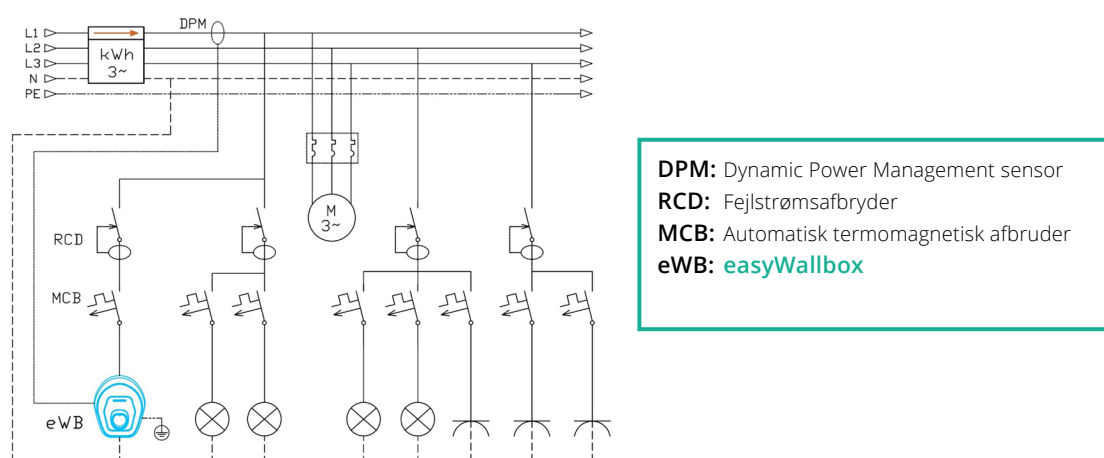 DPM
L1
L2
L3
N
PE
kWh
3~
M
3~
RCD
MCB
eWB
DPM: Dynamic Power Management sensor
RCD: Fejlstrømsafbryder
MCB: Automatisk termomagnetisk afbruder
eWB: easyWallbox